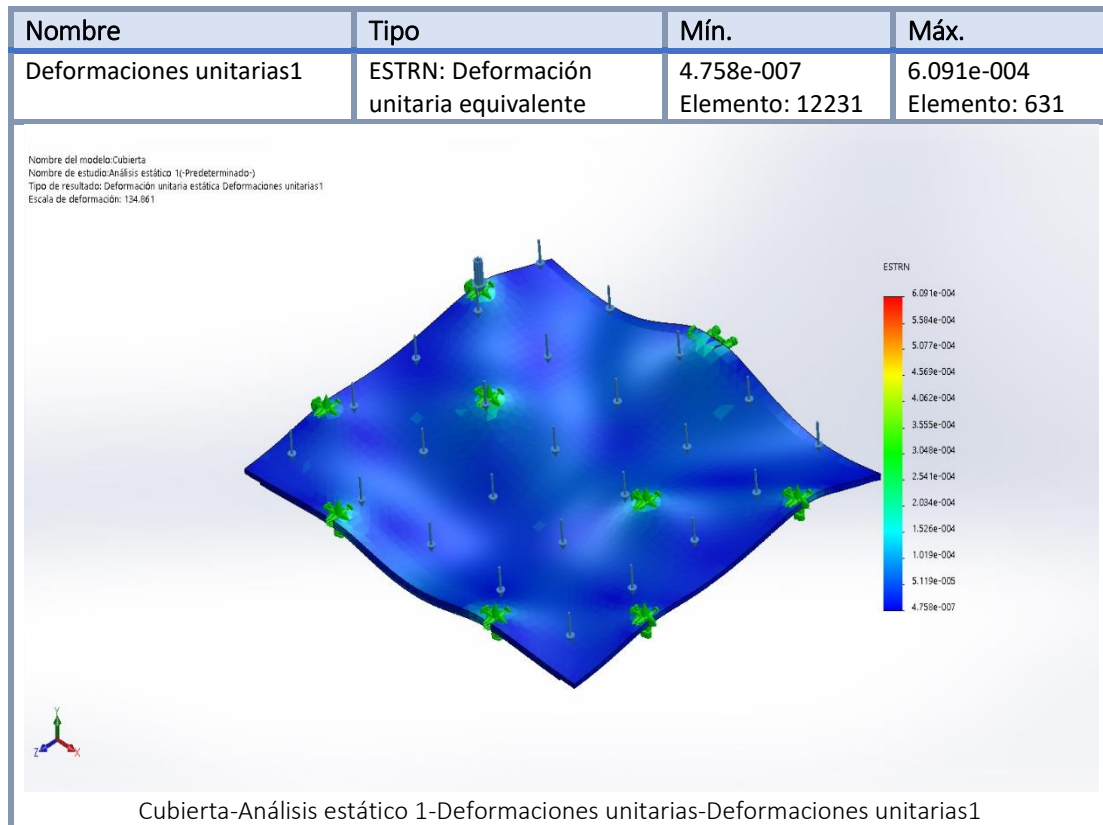 Nombre Tipo Mín. Máx.
Deformaciones unitarias1 ESTRN: Deformación 4.758e-007 6.091e-004
unitaria equivalente Elemento: 12231 Elemento: 631
Nombre del modelo:Cubierta
Nombre de estudio:Análisis estático 1(-Predeterminado-)
Tipo de resultado: Deformación unitaria estática Deformaciones unitarias1
Escala de deformación: 134.861
ESTRN
6.091e-004
5.584e-004
5.077e-004
4.569e-004
4.062e-004
3.555e-004
3.048e-004
2.541e-004
2.034e-004
1.526e-004
1.019e-004
5.119e-005
4.758e-007
Y
Z
X
Cubierta-Análisis estático 1-Deformaciones unitarias-Deformaciones unitarias1